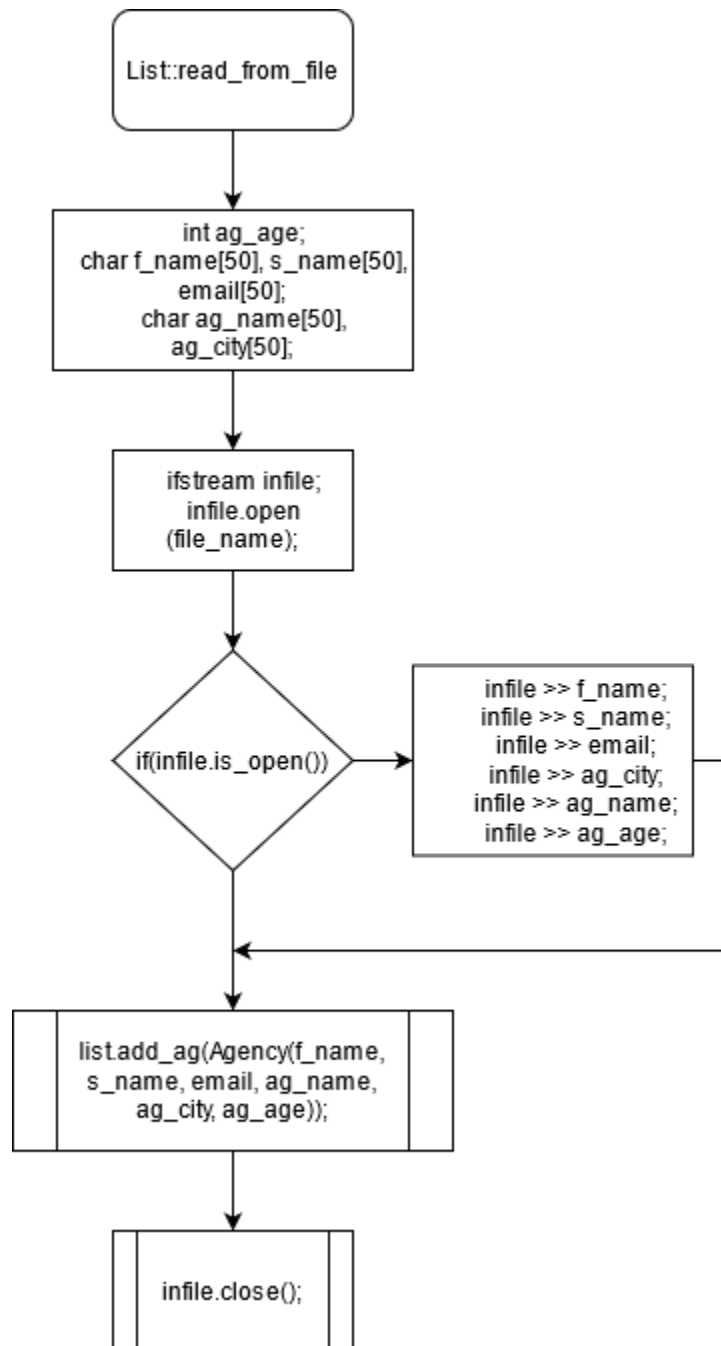 List::read_from_file
int ag_age;
char f_name[50], s_name[50],
email[50];
char ag_name[50],
ag_city[50];
ifstream infile;
infile.open
(file_name);
if(infile.is_open())
infile >> f_name;
infile >> s_name;
infile >> email;
infile >> ag_city;
infile >> ag_name;
infile >> ag_age;
list.add_ag(Agency(f_name,
s_name, email, ag_name,
ag_city, ag_age));
infile.close();